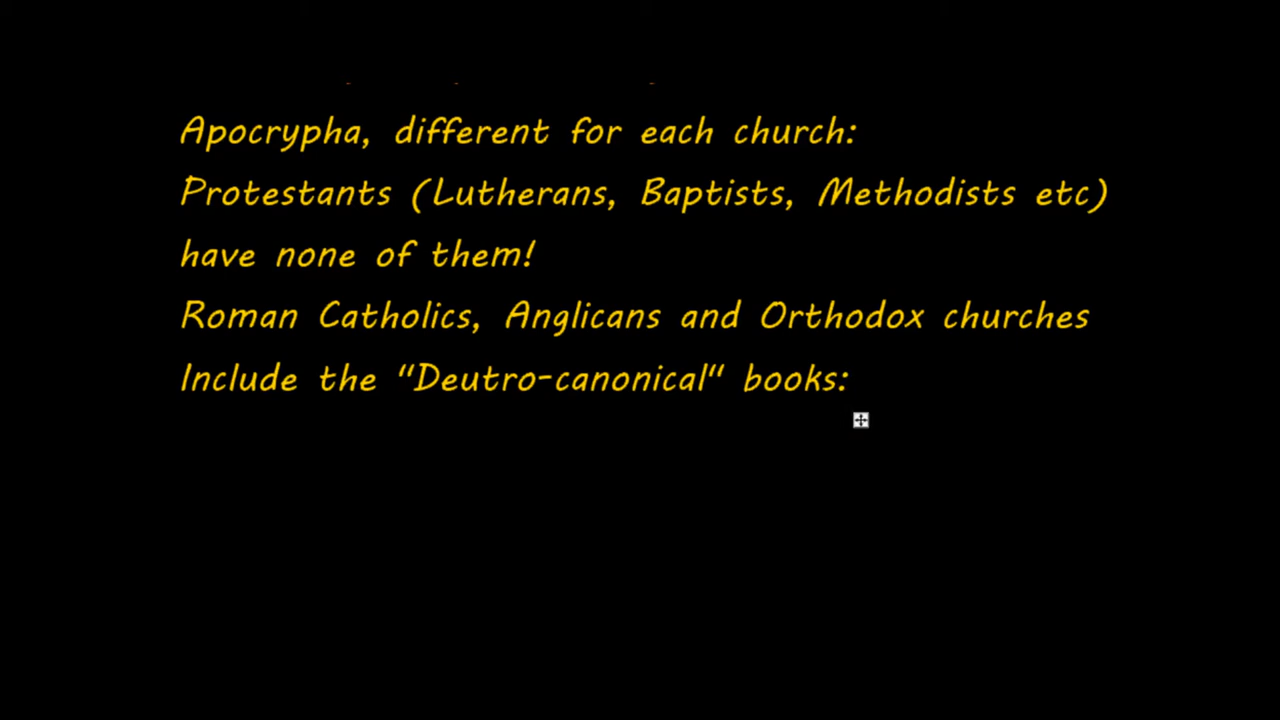 Apocrypha, different for each church:
Protestants (Lutherans, Baptists, Methodists etc)
have none of them!
Roman Catholics, Anglicans and Orthodox churches
Include the “Deutro-canonical“ books: